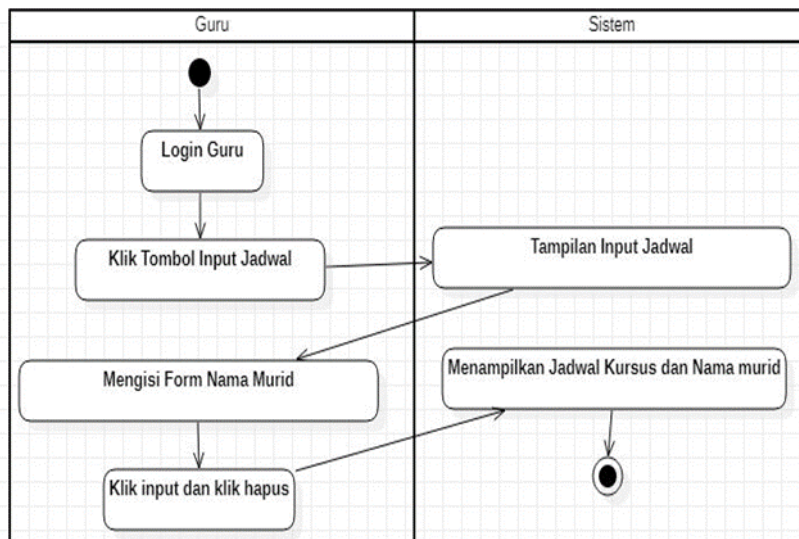 Guru
Sistem
Login Guru
Klik Tombol Input Jadwal
Tampilan Input Jadwal
Mengisi Form Nama Murid
Menampilkan Jadwal Kursus dan Nama murid
Klik input dan klik hapus